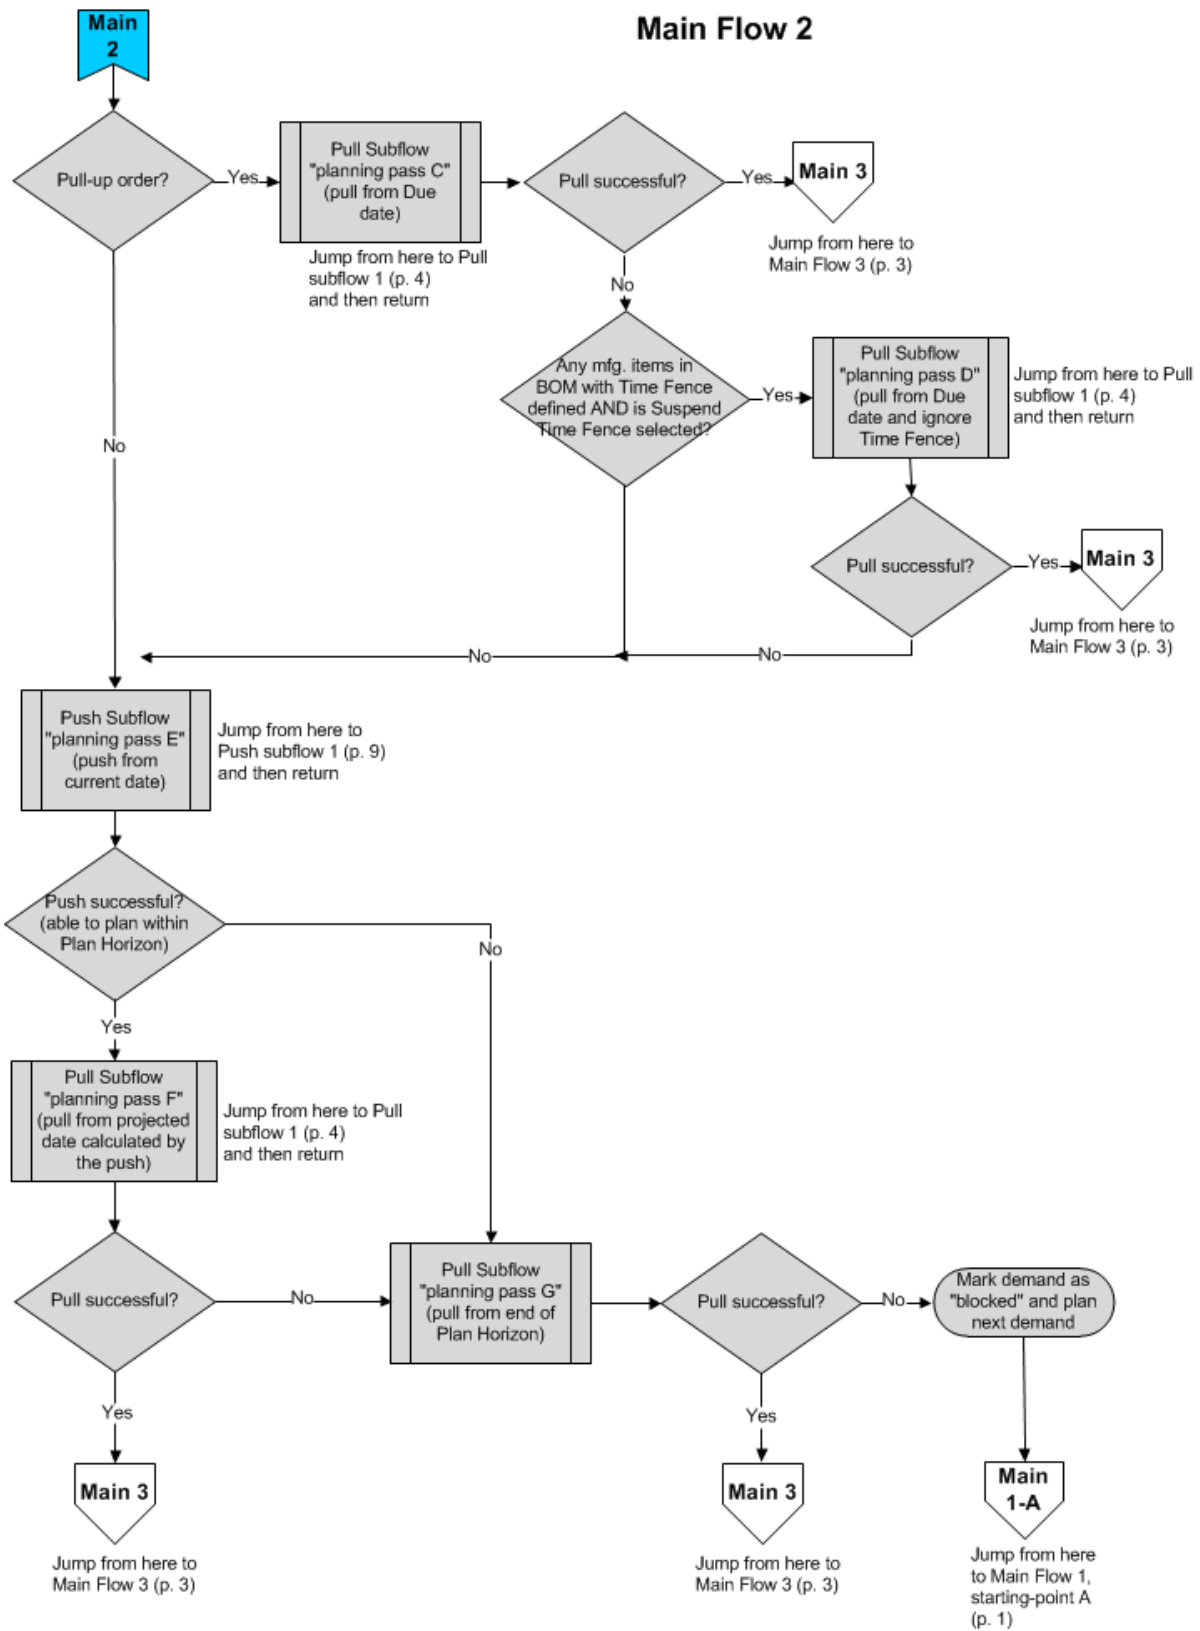 Main Flow 2
Main
2
Pull-up order?
Yes
Pull Subflow
"planning pass C"
(pull from Due
date)
Jump from here to Pull
subflow 1 (p. 4)
and then return
Pull successful?
Yes
Main 3
Jump from here to
Main Flow 3 (p. 3)
No
Any mfg. items in
BOM with Time Fence
defined AND is Suspend
Time Fence selected?
Yes
Pull Subflow
"planning pass D"
(pull from Due
date and ignore
Time Fence)
Jump from here to Pull
subflow 1 (p. 4)
and then return
No
Pull successful?
Yes
Main 3
Jump from here to
Main Flow 3 (p. 3)
No
No
Push Subflow
"planning pass E"
(push from
current date)
Jump from here to
Push subflow 1 (p. 9)
and then return
Push successful?
(able to plan within
Plan Horizon)
No
Yes
Pull Subflow
"planning pass F"
(pull from projected
date calculated by
the push)
Jump from here to Pull
subflow 1 (p. 4)
and then return
Pull successful?
No
Pull Subflow
"planning pass G"
(pull from end of
Plan Horizon)
Pull successful?
No
Mark demand as
"blocked" and plan
next demand
Yes
Main 3
Jump from here to
Main Flow 3 (p. 3)
Yes
Main 3
Jump from here to
Main Flow 3 (p. 3)
Main
1-A
Jump from here
to Main Flow 1,
starting-point A
(p. 1)